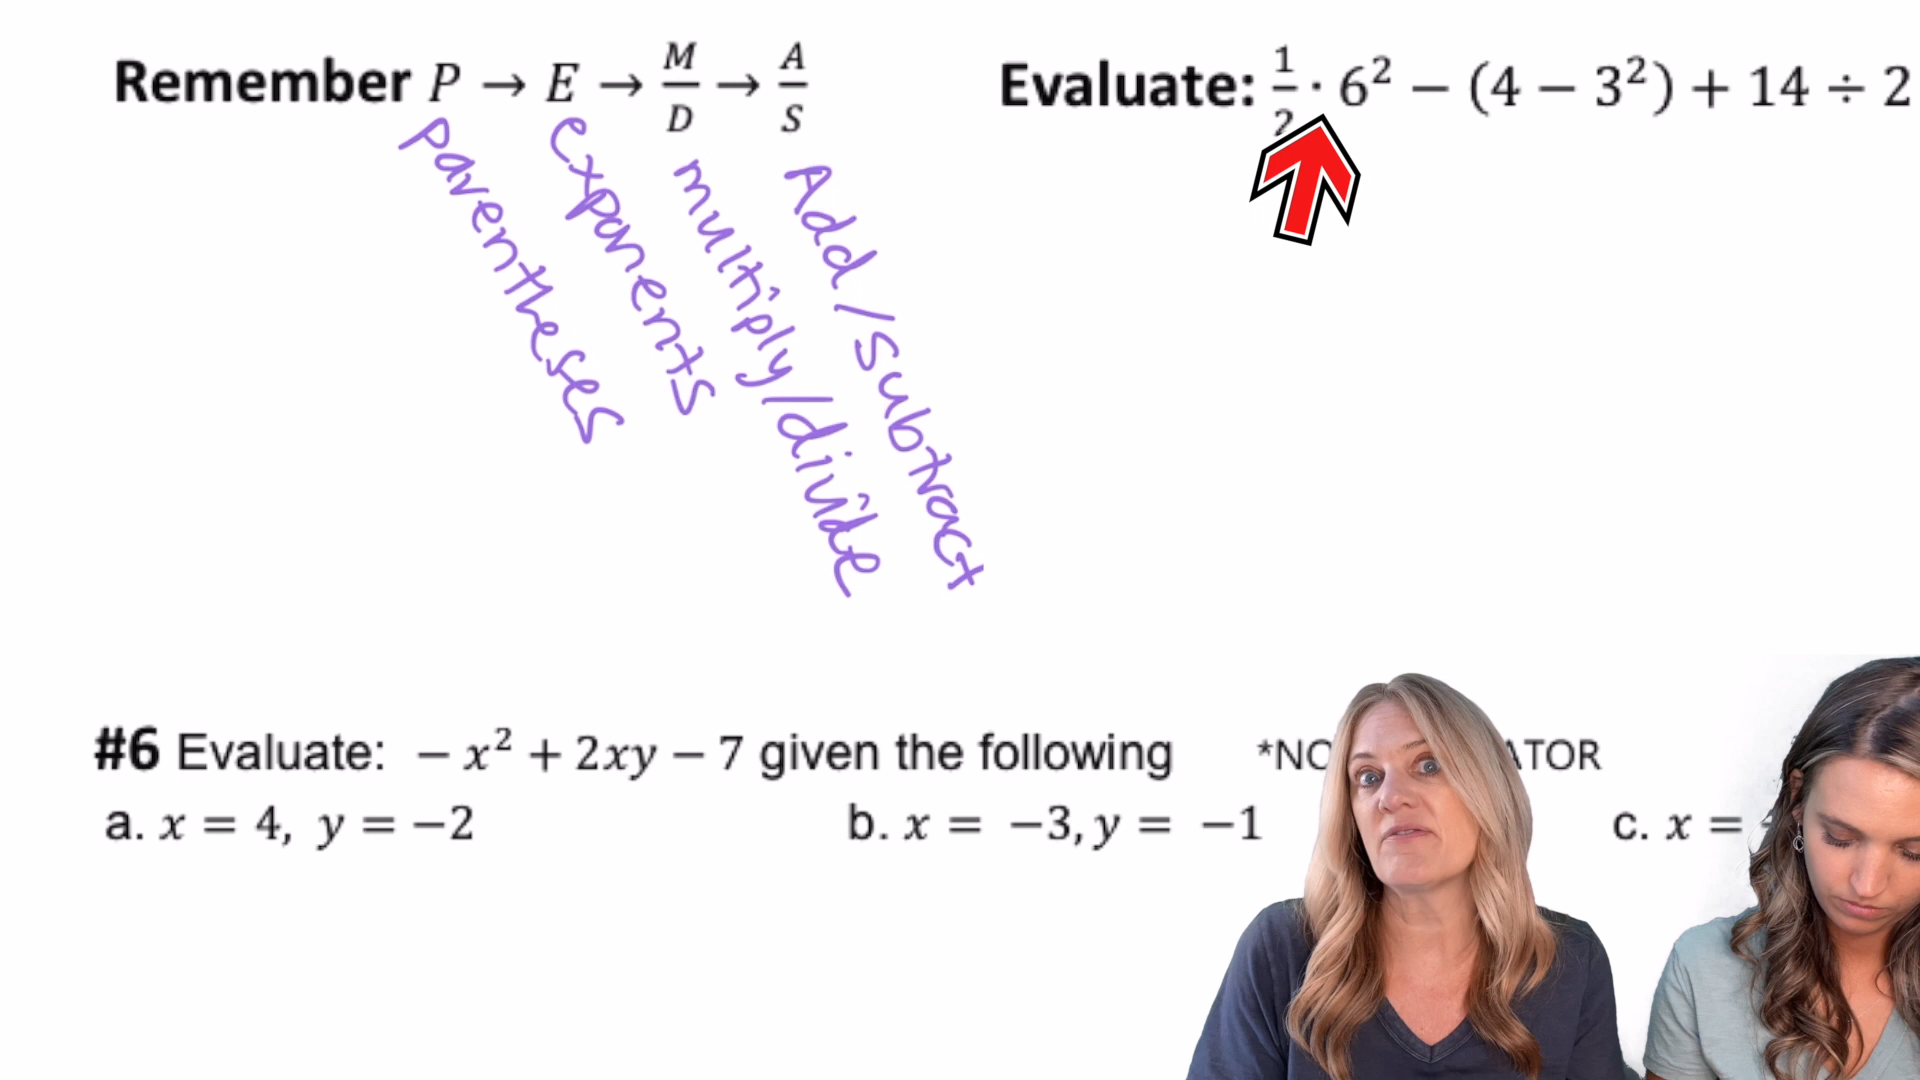 Remember P → E → M/D → A/S
parentheses
exponents
multiply/divide
Add/Subtract
Evaluate: 1/2 · 6² − (4 − 3²) + 14 ÷ 2
#6 Evaluate: − x² + 2xy − 7 given the following
a. x = 4, y = −2
b. x = −3, y = −1
c. x =